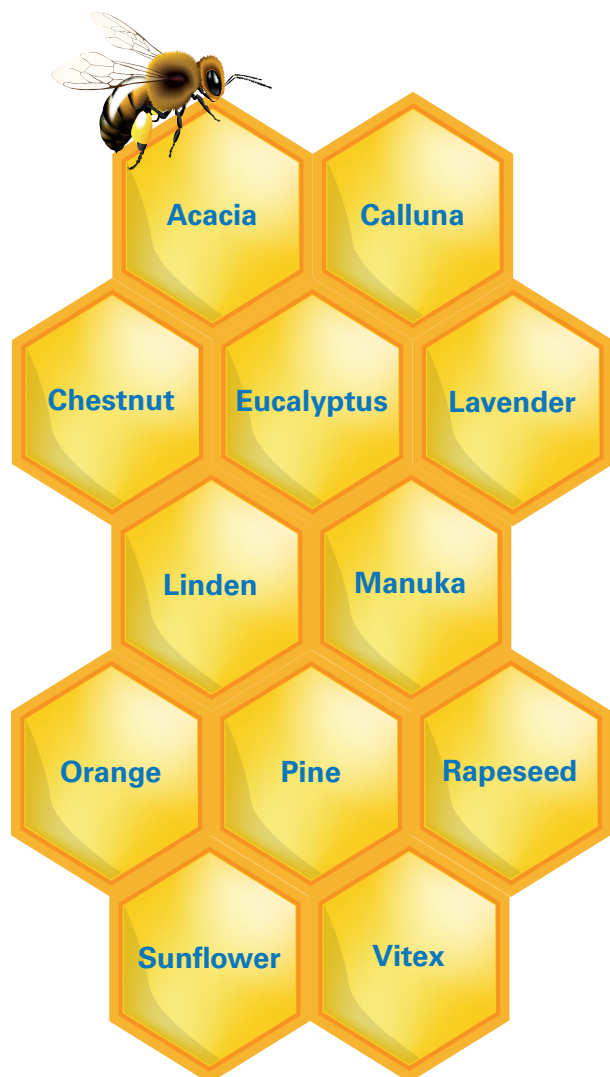 Acacia
Calluna
Chestnut
Eucalyptus
Lavender
Linden
Manuka
Orange
Pine
Rapeseed
Sunflower
Vitex